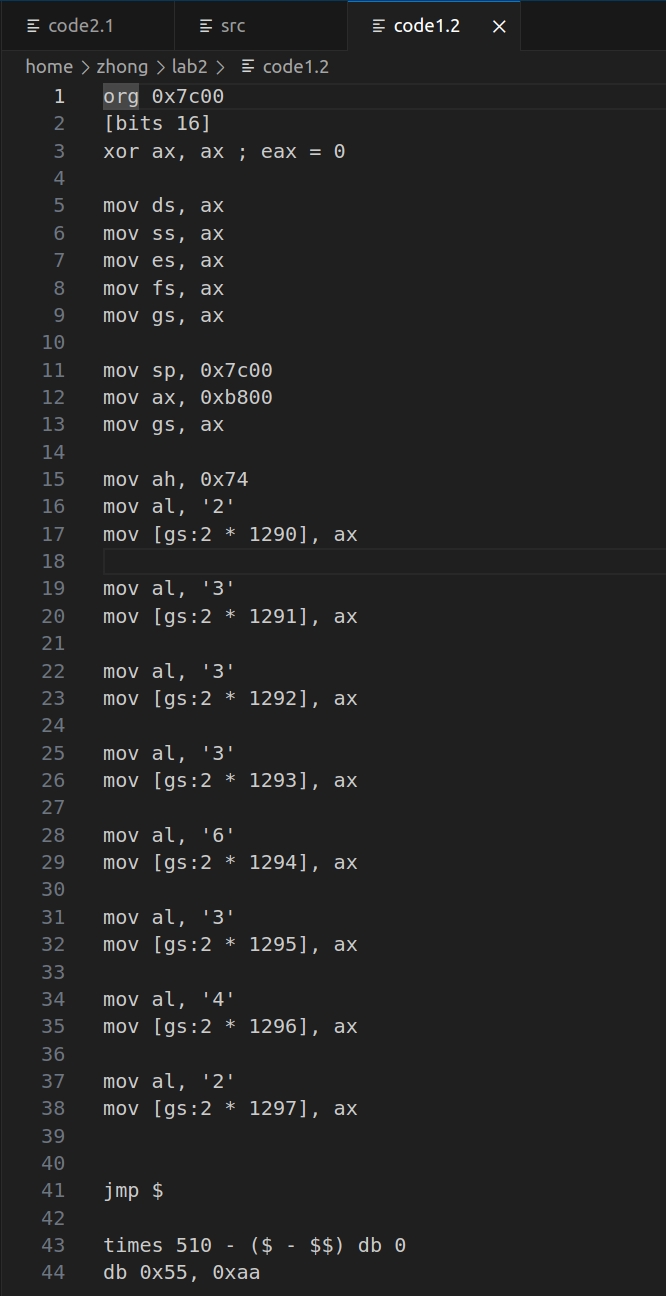 code2.1 src code1.2 ×
home > zhong > lab2 > code1.2
1 org 0x7c00
2 [bits 16]
3 xor ax, ax ; eax = 0
4
5 mov ds, ax
6 mov ss, ax
7 mov es, ax
8 mov fs, ax
9 mov gs, ax
10
11 mov sp, 0x7c00
12 mov ax, 0xb800
13 mov gs, ax
14
15 mov ah, 0x74
16 mov al, '2'
17 mov [gs:2 * 1290], ax
18
19 mov al, '3'
20 mov [gs:2 * 1291], ax
21
22 mov al, '3'
23 mov [gs:2 * 1292], ax
24
25 mov al, '3'
26 mov [gs:2 * 1293], ax
27
28 mov al, '6'
29 mov [gs:2 * 1294], ax
30
31 mov al, '3'
32 mov [gs:2 * 1295], ax
33
34 mov al, '4'
35 mov [gs:2 * 1296], ax
36
37 mov al, '2'
38 mov [gs:2 * 1297], ax
39
40
41 jmp $
42
43 times 510 - ($ - $$) db 0
44 db 0x55, 0xaa